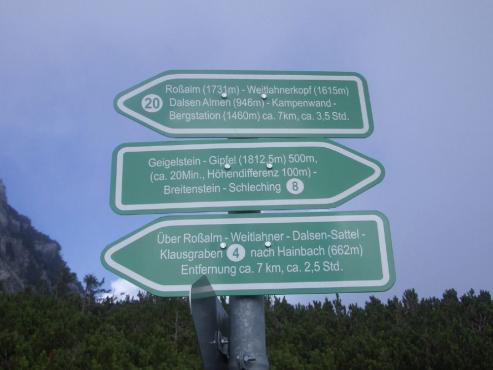 Roßalm (1731m) - Weitlahnerkopf (1615m)
20 Dalsen Almen (946m) - Kampenwand -
Bergstation (1460m) ca. 7km, ca. 3,5 Std.
Geigelstein - Gipfel (1812,5m) 500m,
(ca. 20Min., Höhendifferenz 100m) -
Breitenstein - Schleching 8
Über Roßalm - Weitlahner - Dalsen-Sattel -
Klausgraben 4 nach Hainbach (662m)
Entfernung ca. 7 km, ca. 2,5 Std.